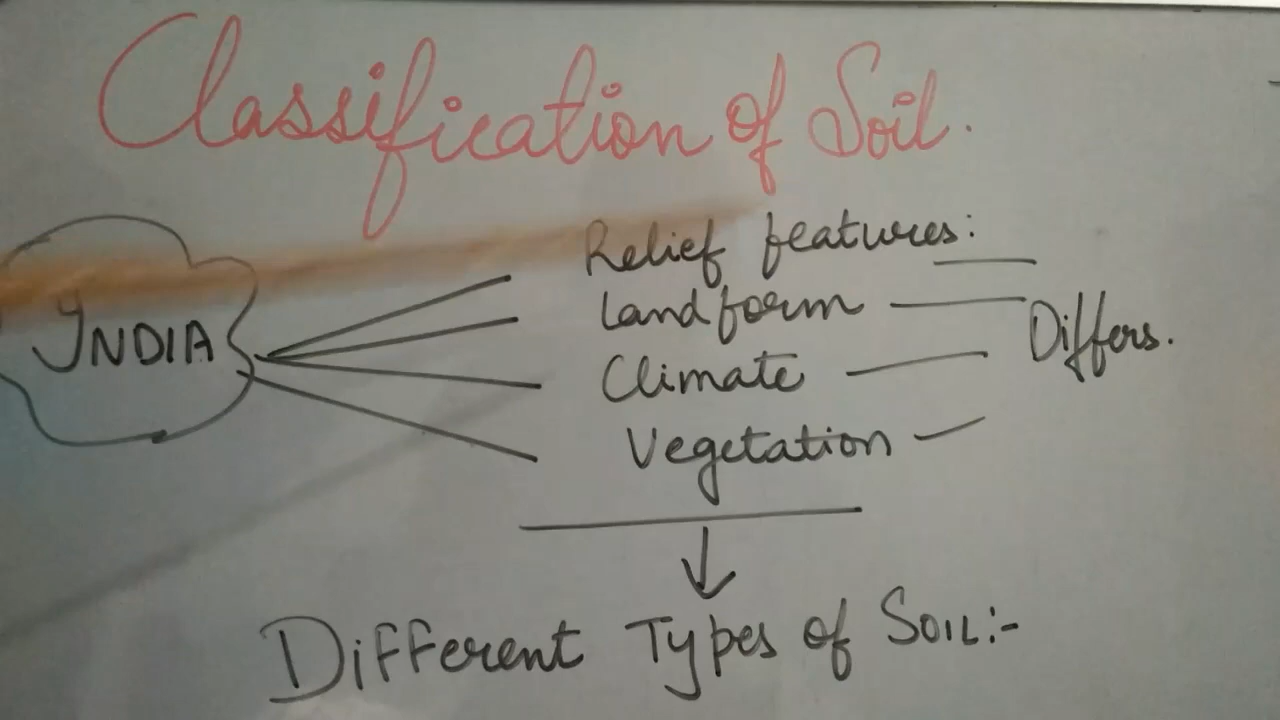 Classification of Soil.
INDIA
Relief features:
Landform
Climate
Vegetation
Differs.
Different Types of Soil:-